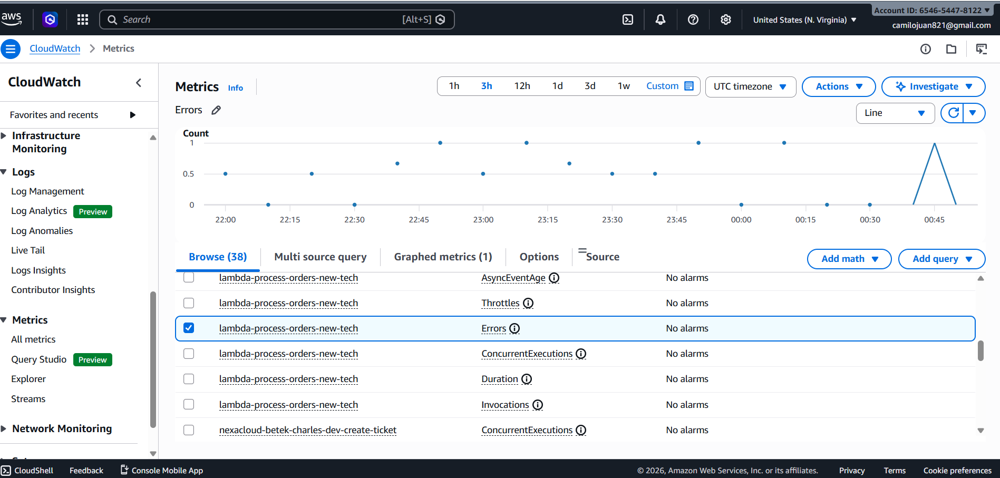 aws
Search
[Alt+S]
United States (N. Virginia)
Account ID: 6546-5447-8122
camilojuan821@gmail.com
CloudWatch
Metrics
CloudWatch
Favorites and recents
Infrastructure
Monitoring
Logs
Log Management
Log Analytics Preview
Log Anomalies
Live Tail
Logs Insights
Contributor Insights
Metrics
All metrics
Query Studio Preview
Explorer
Streams
Network Monitoring
Metrics Info
1h 3h 12h 1d 3d 1w Custom
UTC timezone
Actions
Investigate
Errors
Line
Count
1
0.5
0
22:00 22:15 22:30 22:45 23:00 23:15 23:30 23:45 00:00 00:15 00:30 00:45
Browse (38) Multi source query Graphed metrics (1) Options Source
Add math Add query
lambda-process-orders-new-tech AsyncEventAge No alarms
lambda-process-orders-new-tech Throttles No alarms
lambda-process-orders-new-tech Errors No alarms
lambda-process-orders-new-tech ConcurrentExecutions No alarms
lambda-process-orders-new-tech Duration No alarms
lambda-process-orders-new-tech Invocations No alarms
nexacloud-betek-charles-dev-create-ticket ConcurrentExecutions No alarms
CloudShell Feedback Console Mobile App
© 2026, Amazon Web Services, Inc. or its affiliates. Privacy Terms Cookie preferences